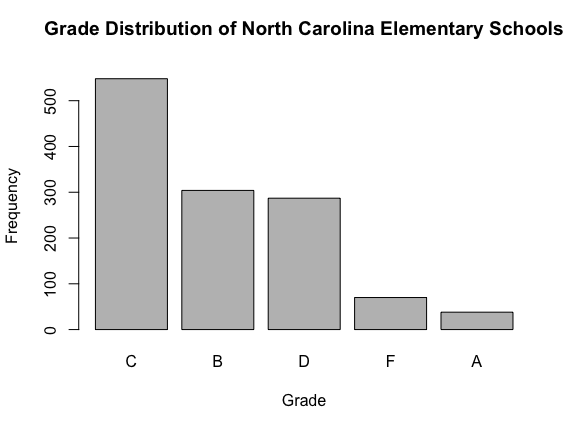 Grade Distribution of North Carolina Elementary Schools
Frequency
500
400
300
200
100
0
C B D F A
Grade